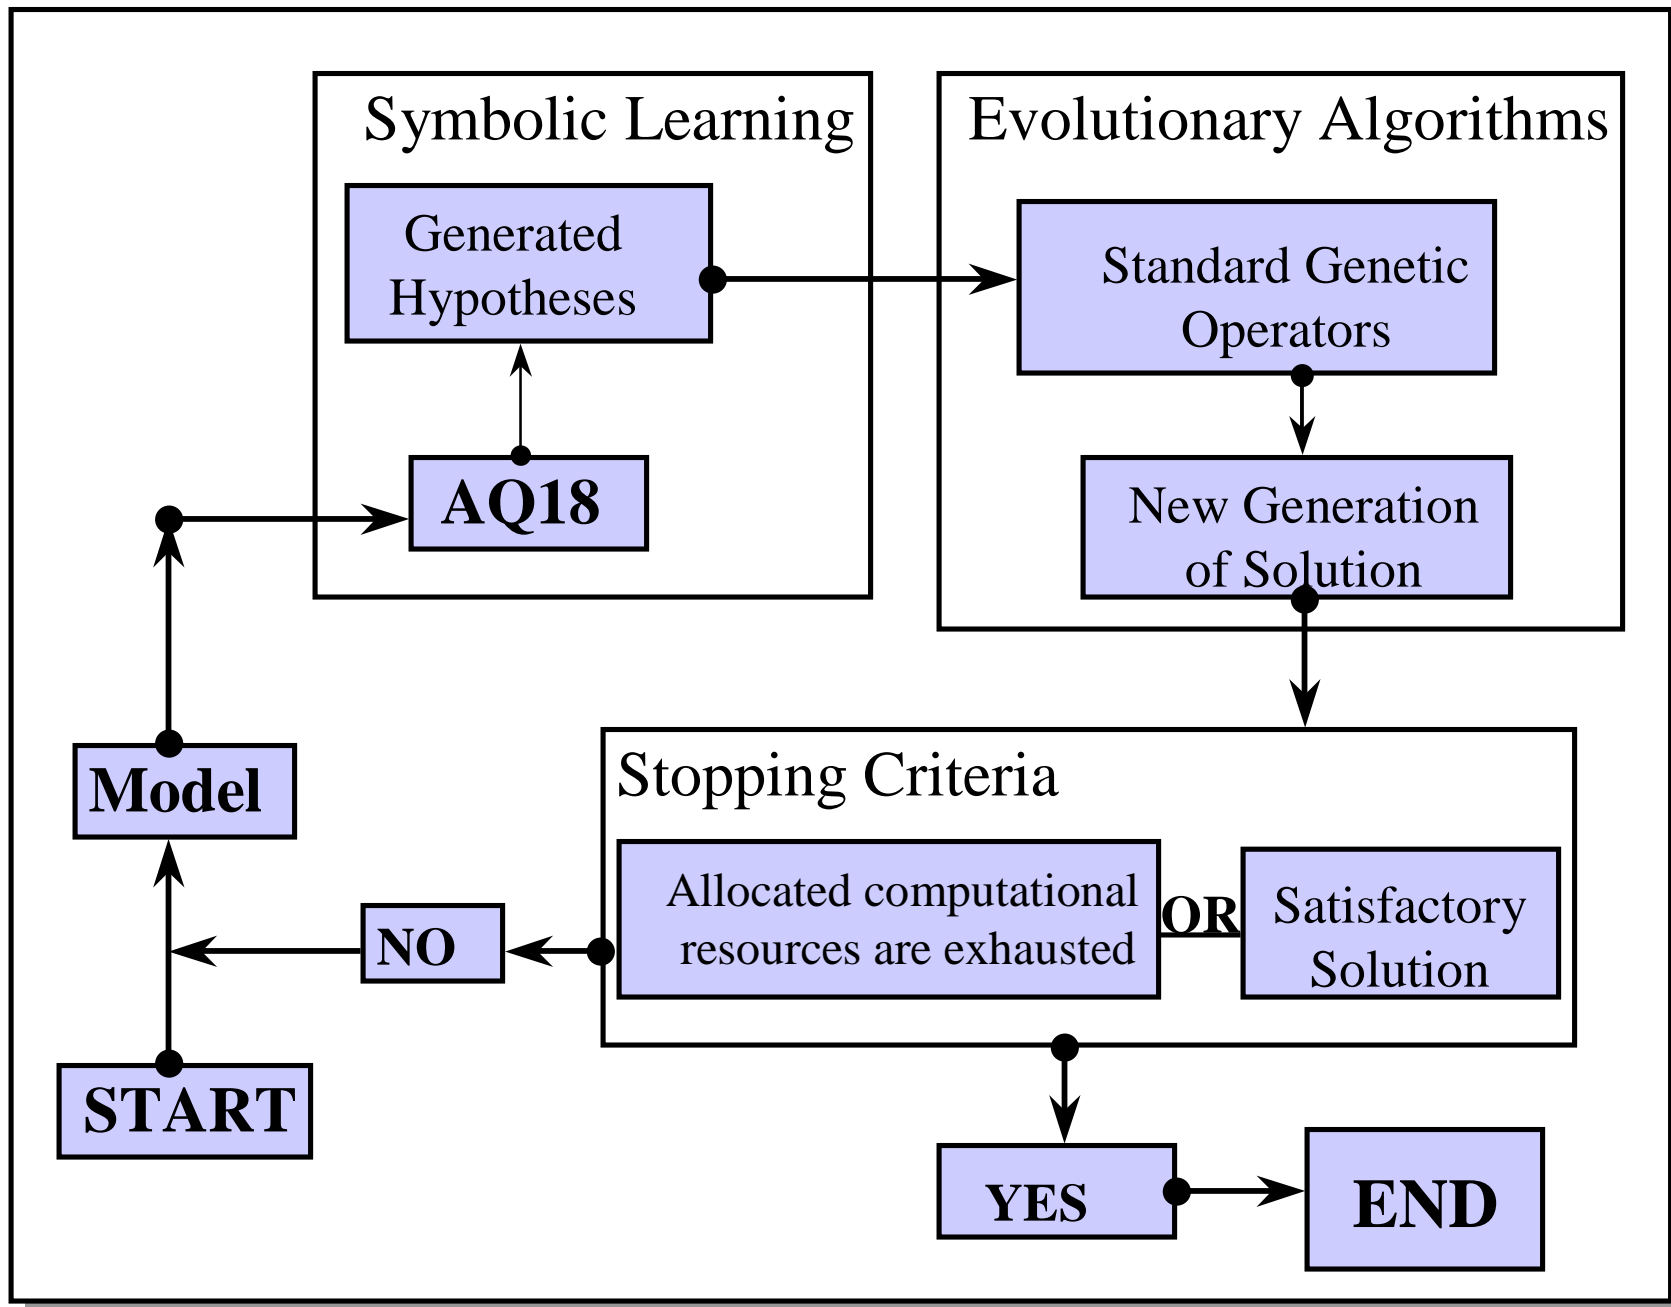 Symbolic Learning
Generated
Hypotheses
AQ18
Evolutionary Algorithms
Standard Genetic
Operators
New Generation
of Solution
Model
Stopping Criteria
Allocated computational
resources are exhausted
OR
Satisfactory
Solution
NO
START
YES
END